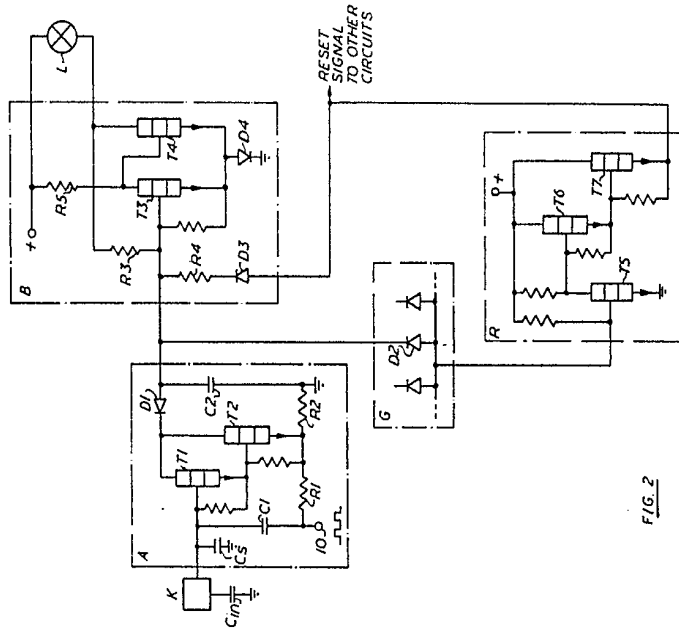 L
RESET
SIGNAL
TO OTHER
CIRCUITS
B
+
R5
T4
T3
D4
R3
R4
D3
R
+
T7
T6
T5
G
D2
A
D1
C2
T2
R2
T1
R1
C1
10
Cs
K
Cin
FIG. 2